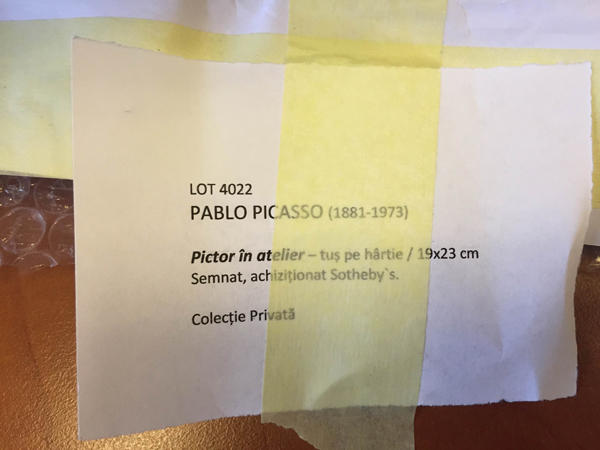 LOT 4022
PABLO PICASSO (1881-1973)
Pictor în atelier – tuș pe hârtie / 19x23 cm
Semnat, achiziționat Sotheby`s.
Colecție Privată